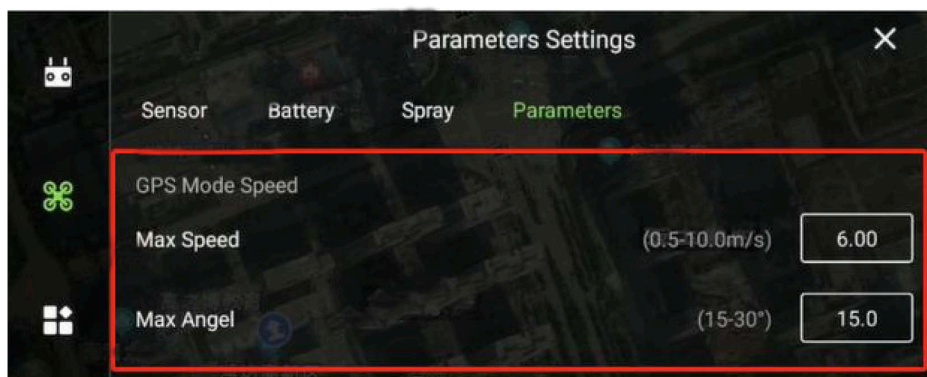 Parameters Settings
Sensor Battery Spray Parameters
GPS Mode Speed
Max Speed (0.5-10.0m/s) 6.00
Max Angel (15-30°) 15.0